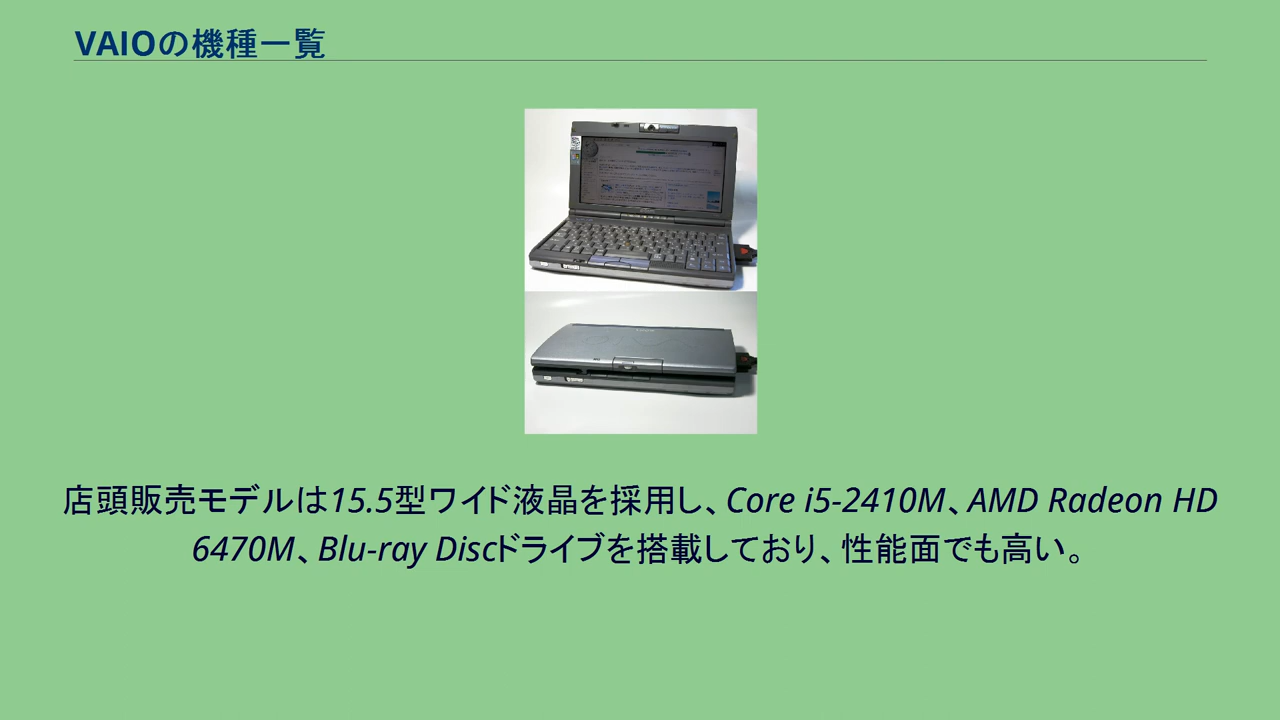 VAIOの機種一覧
店頭販売モデルは15.5型ワイド液晶を採用し、Core i5-2410M、AMD Radeon HD
6470M、Blu-ray Discドライブを搭載しており、性能面でも高い。